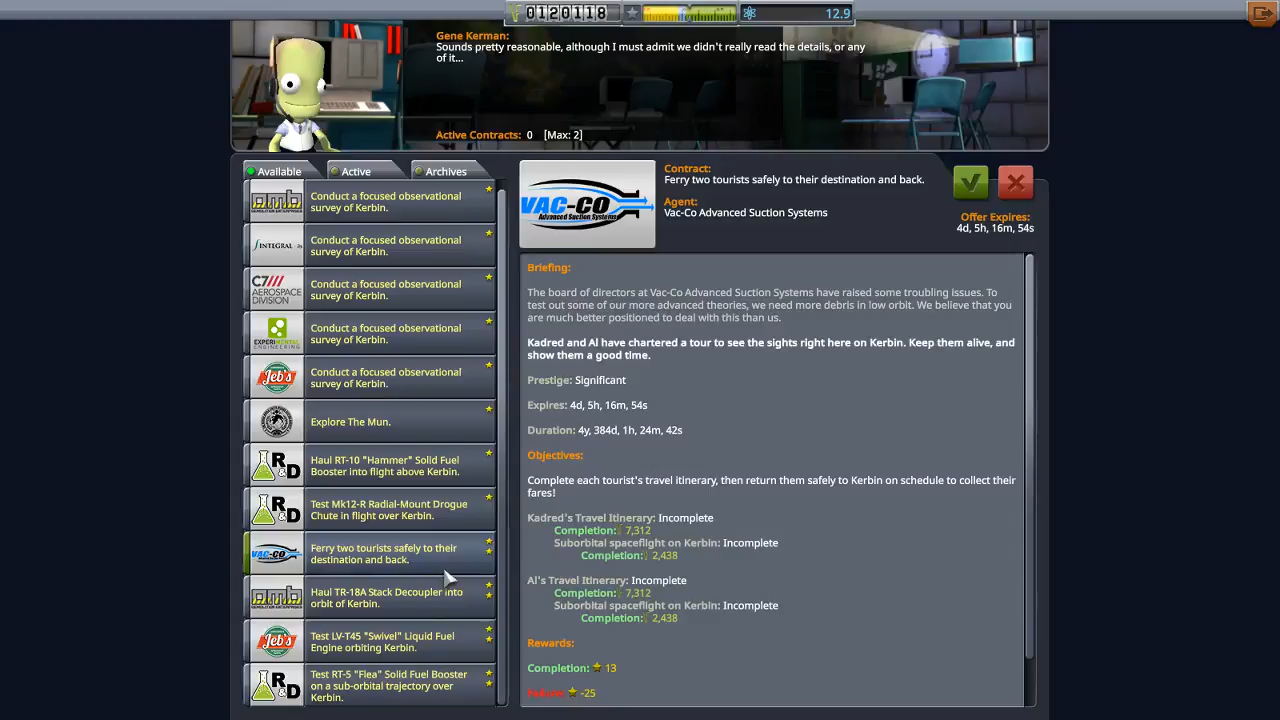 0120118
12.9
Gene Kerman:
Sounds pretty reasonable, although I must admit we didn't really read the details, or any
of it...
Active Contracts: 0 [Max: 2]
Available
Active
Archives
Conduct a focused observational
survey of Kerbin.
INTEGRAL
Conduct a focused observational
survey of Kerbin.
C7///
AEROSPACE
DIVISION
Conduct a focused observational
survey of Kerbin.
EXPERIMENTAL
ENGINEERING
Conduct a focused observational
survey of Kerbin.
Jeb's
Conduct a focused observational
survey of Kerbin.
Explore The Mun.
R&D
Haul RT-10 "Hammer" Solid Fuel
Booster into flight above Kerbin.
R&D
Test Mk12-R Radial-Mount Drogue
Chute in flight over Kerbin.
VAC-CO
Ferry two tourists safely to their
destination and back.
Haul TR-18A Stack Decoupler into
orbit of Kerbin.
Jeb's
Test LV-T45 "Swivel" Liquid Fuel
Engine orbiting Kerbin.
R&D
Test RT-5 "Flea" Solid Fuel Booster
on a sub-orbital trajectory over
Kerbin.
VAC-CO
Advanced Suction Systems
Contract:
Ferry two tourists safely to their destination and back.
Agent:
Vac-Co Advanced Suction Systems
Offer Expires:
4d, 5h, 16m, 54s
Briefing:
The board of directors at Vac-Co Advanced Suction Systems have raised some troubling issues. To
test out some of our more advanced theories, we need more debris in low orbit. We believe that you
are much better positioned to deal with this than us.
Kadred and Al have chartered a tour to see the sights right here on Kerbin. Keep them alive, and
show them a good time.
Prestige: Significant
Expires: 4d, 5h, 16m, 54s
Duration: 4y, 384d, 1h, 24m, 42s
Objectives:
Complete each tourist's travel itinerary, then return them safely to Kerbin on schedule to collect their
fares!
Kadred's Travel Itinerary: Incomplete
Completion: 7,312
Suborbital spaceflight on Kerbin: Incomplete
Completion: 2,438
Al's Travel Itinerary: Incomplete
Completion: 7,312
Suborbital spaceflight on Kerbin: Incomplete
Completion: 2,438
Rewards:
Completion: 13
Failure: -25